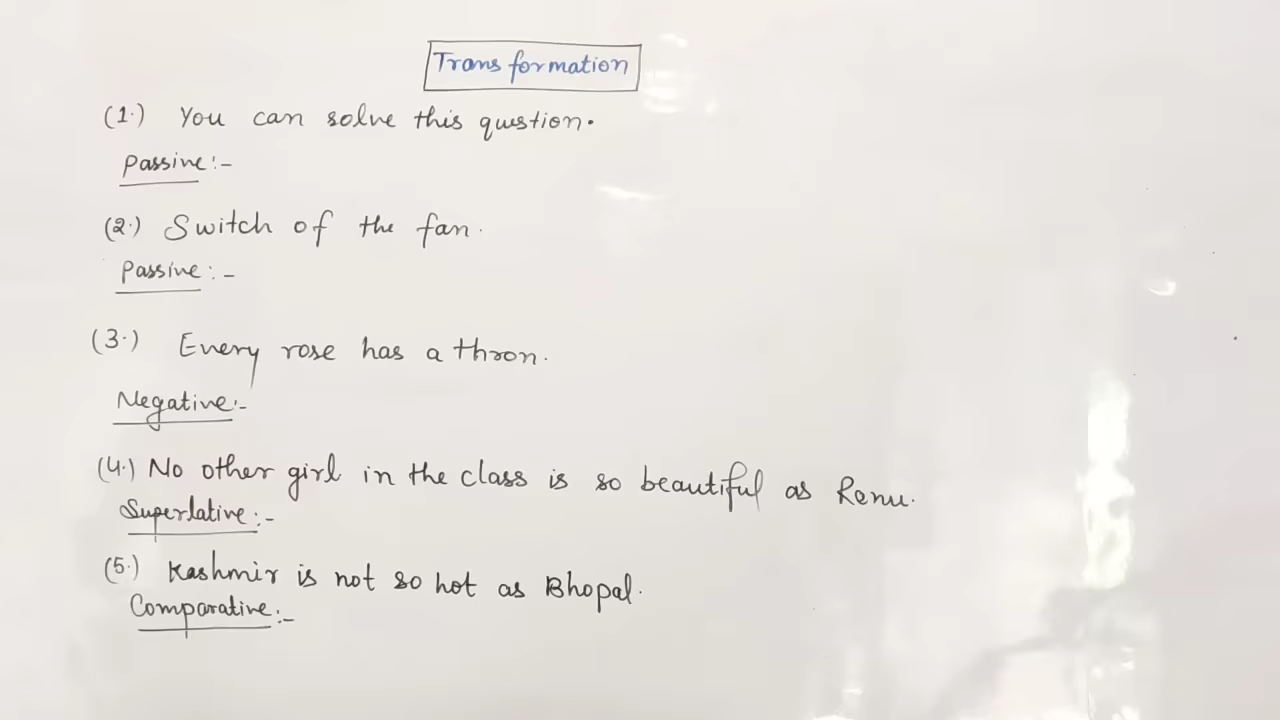 Transformation
(1.) You can solve this qustion.
Passive:-
(2.) Switch of the fan.
Passive:-
(3.) Every rose has a thron.
Negative:-
(4.) No other girl in the class is so beautiful as Renu.
Superlative:-
(5.) Kashmir is not so hot as Bhopal.
Comparative:-